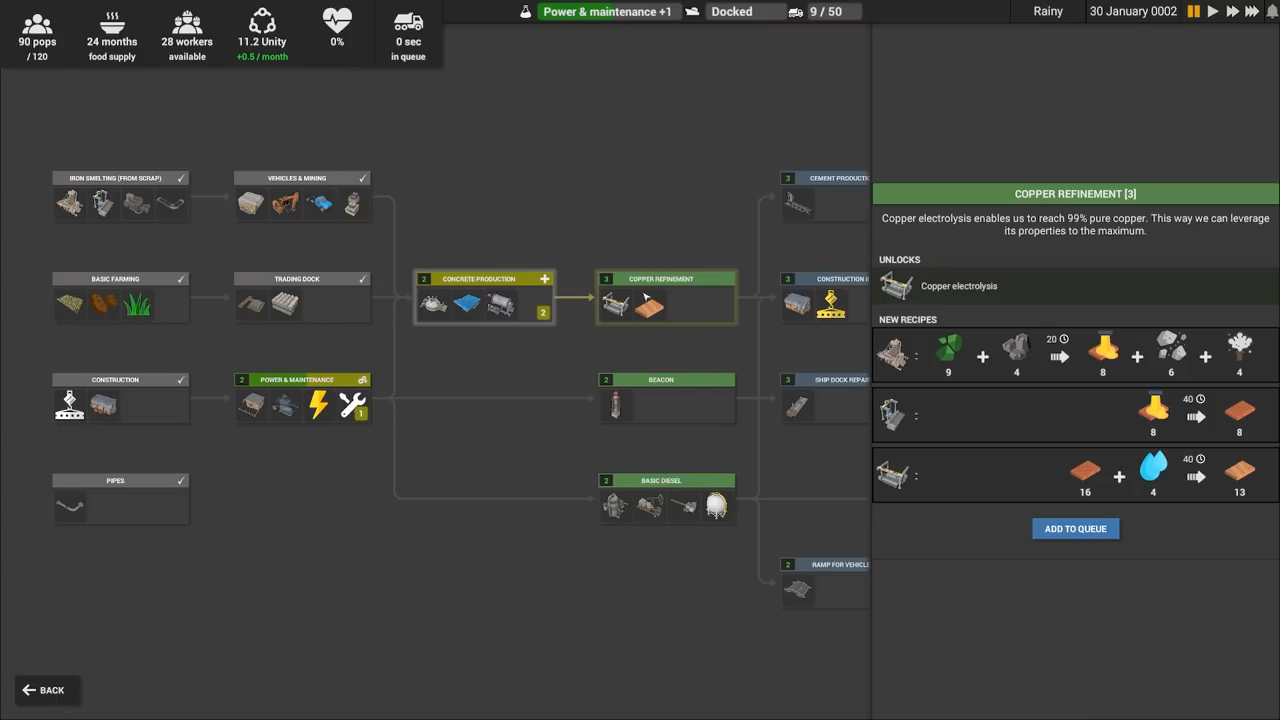 90 pops
/ 120
24 months
food supply
28 workers
available
11.2 Unity
+0.5 / month
0%
0 sec
in queue
Power & maintenance +1
Docked
9 / 50
Rainy
30 January 0002
IRON SMELTING (FROM SCRAP)
VEHICLES & MINING
BASIC FARMING
TRADING DOCK
CONSTRUCTION
2 POWER & MAINTENANCE
1
PIPES
2 CONCRETE PRODUCTION
2
3 COPPER REFINEMENT
2 BEACON
2 BASIC DIESEL
3 CEMENT PRODUCTI
3 CONSTRUCTION
3 SHIP DOCK REPAI
2 RAMP FOR VEHICL
COPPER REFINEMENT [3]
Copper electrolysis enables us to reach 99% pure copper. This way we can leverage
its properties to the maximum.
UNLOCKS
Copper electrolysis
NEW RECIPES
: 9 + 4 20 8 + 6 + 4
: 8 40 8
: 16 + 4 40 13
ADD TO QUEUE
BACK